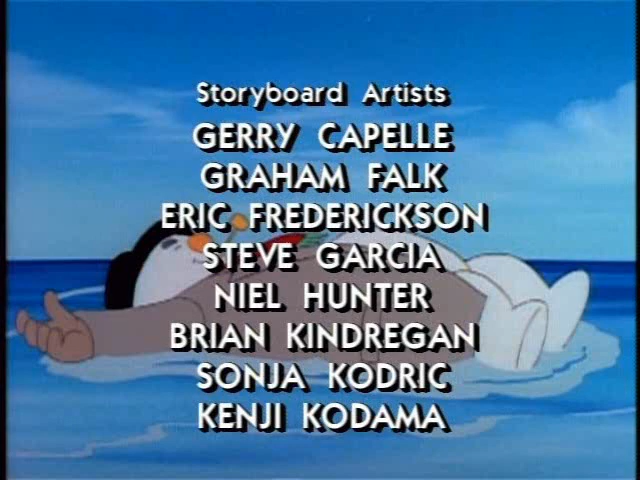 Storyboard Artists
GERRY CAPELLE
GRAHAM FALK
ERIC FREDERICKSON
STEVE GARCIA
NIEL HUNTER
BRIAN KINDREGAN
SONJA KODRIC
KENJI KODAMA